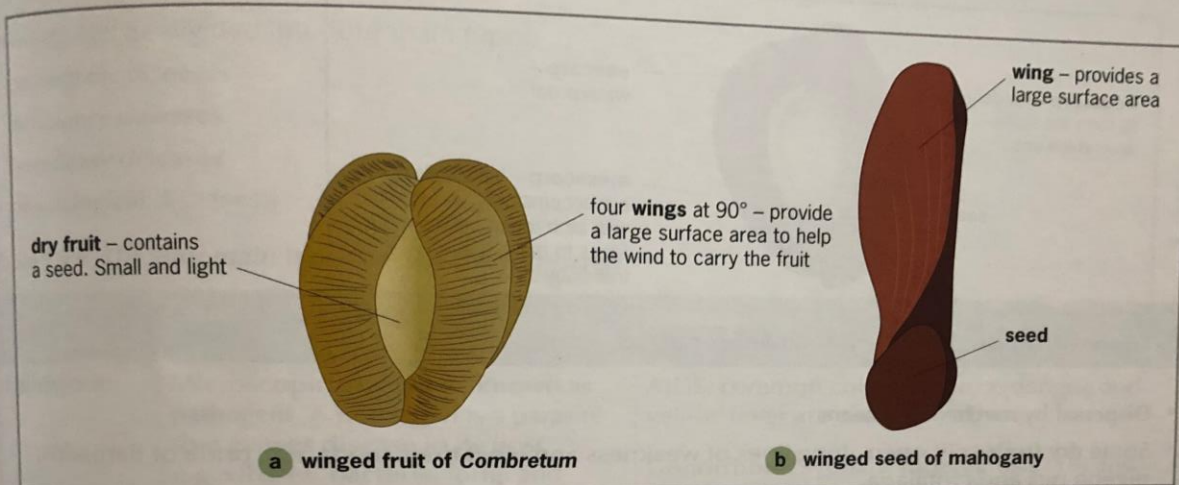 wing – provides a
large surface area
four wings at 90° – provide
a large surface area to help
the wind to carry the fruit
dry fruit – contains
a seed. Small and light
seed
a winged fruit of Combretum
b winged seed of mahogany